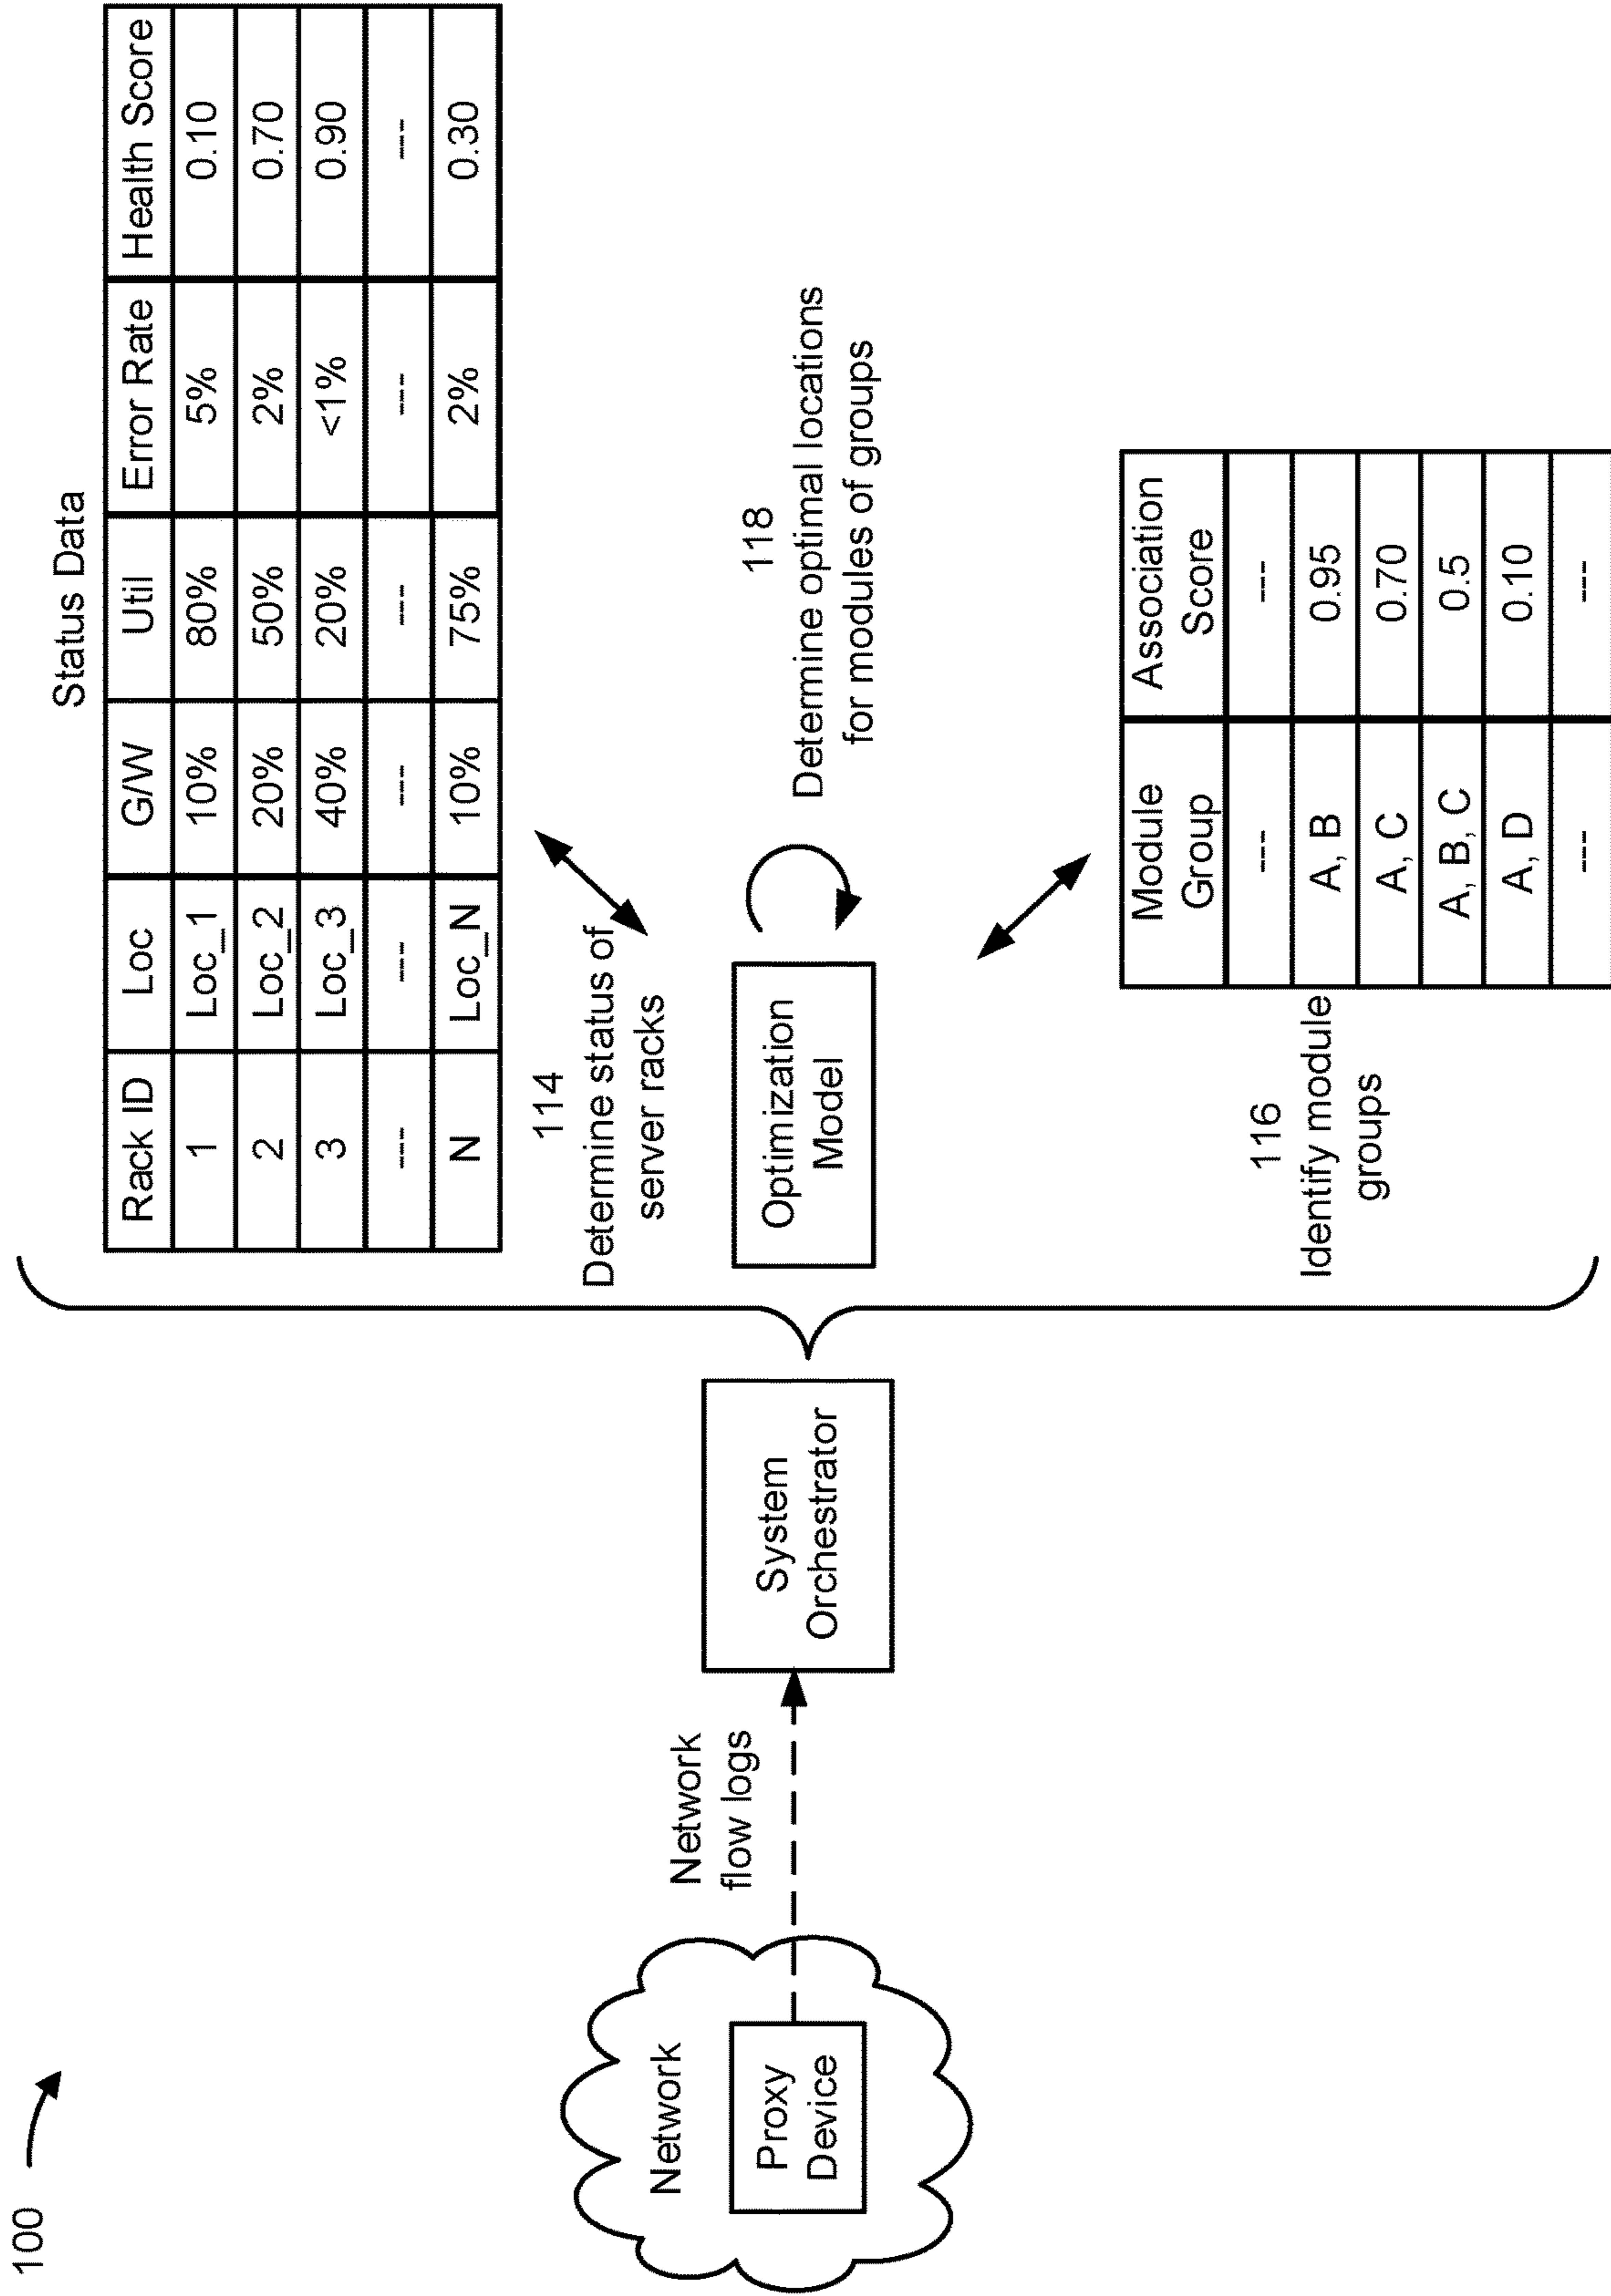 100
Network
Proxy
Device
Network
flow logs
System
Orchestrator
Status Data
Rack ID Loc G/W Util Error Rate Health Score
1 Loc_1 10% 80% 5% 0.10
2 Loc_2 20% 50% 2% 0.70
3 Loc_3 40% 20% <1% 0.90
--- --- --- --- --- ---
N Loc_N 10% 75% 2% 0.30
114
Determine status of
server racks
Optimization
Model
118
Determine optimal locations
for modules of groups
116
Identify module
groups
Module Association
Group Score
--- ---
A, B 0.95
A, C 0.70
A, B, C 0.5
A, D 0.10
--- ---